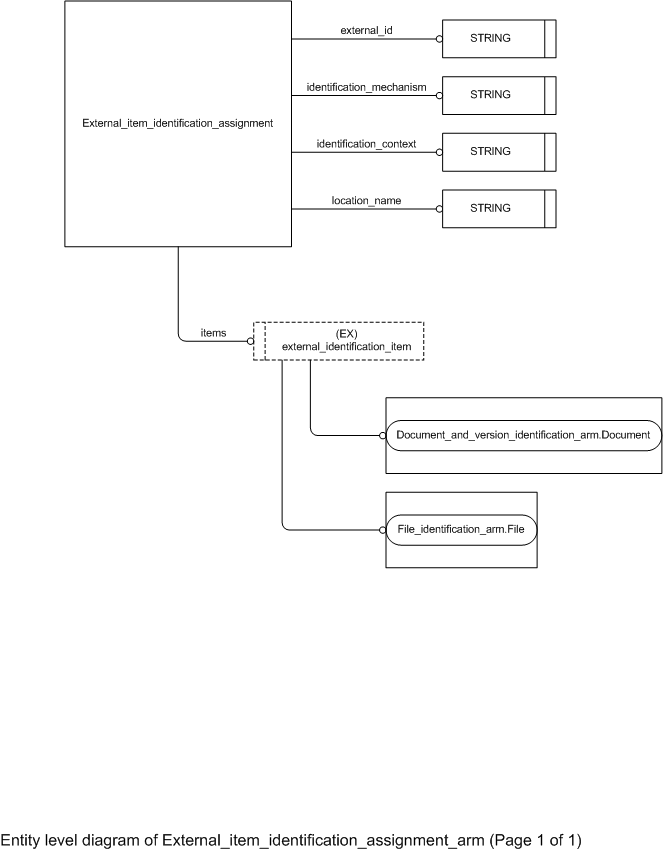 external_id
STRING
identification_mechanism
STRING
External_item_identification_assignment
identification_context
STRING
location_name
STRING
items
(EX)
external_identification_item
Document_and_version_identification_arm.Document
File_identification_arm.File
Entity level diagram of External_item_identification_assignment_arm (Page 1 of 1)